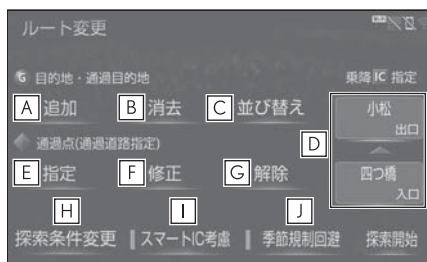 ルート変更
G 目的地・通過目的地 乗降IC 指定
A 追加 B 消去 C 並び替え 小松 出口
D
通過点(通過道路指定)
E 指定 F 修正 G 解除 四つ橋 入口
H I J
探索条件変更 スマートIC考慮 季節規制回避 探索開始